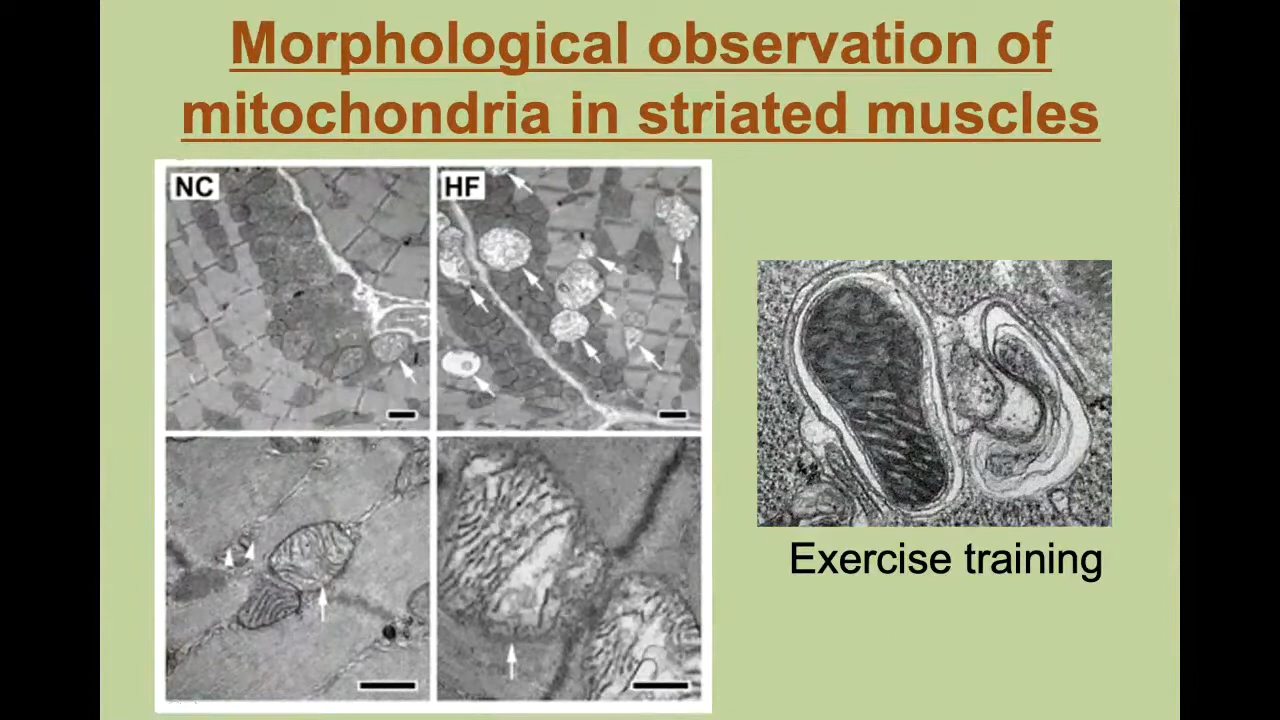 Morphological observation of
mitochondria in striated muscles
NC
HF
Exercise training